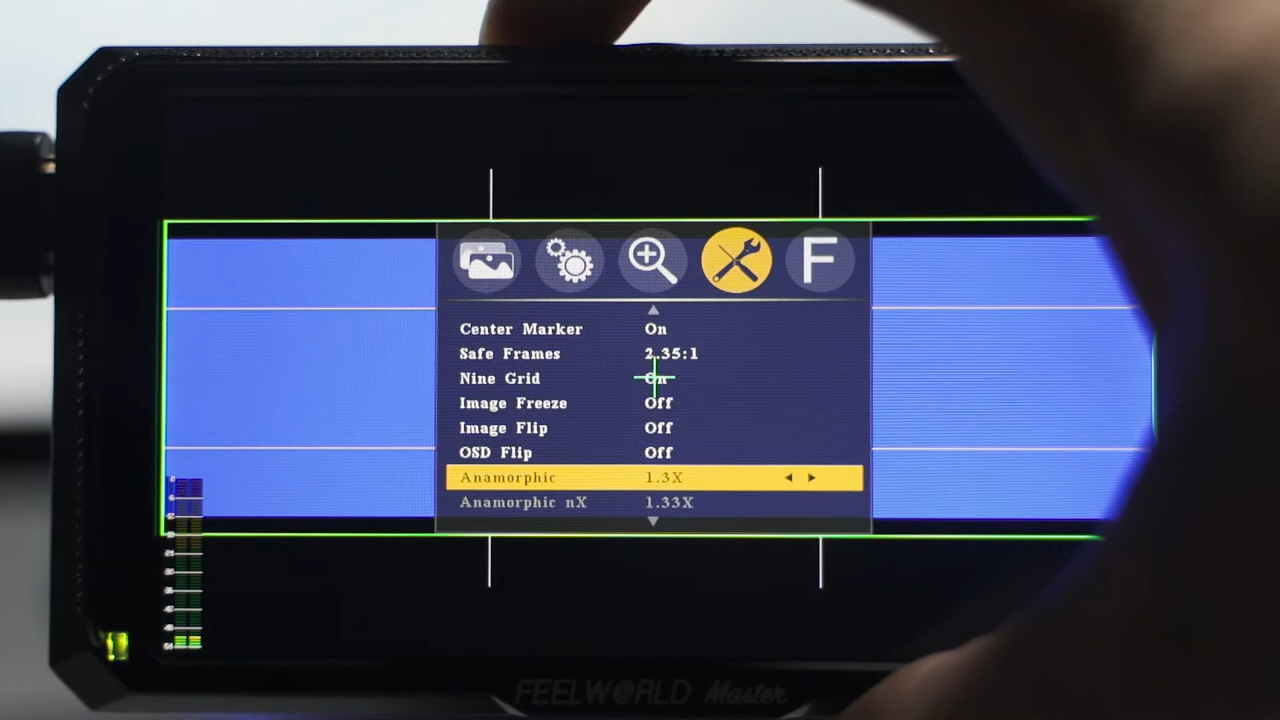 F
Center Marker On
Safe Frames 2.35:1
Nine Grid On
Image Freeze Off
Image Flip Off
OSD Flip Off
Anamorphic 1.3X
Anamorphic nX 1.33X
FEELWORLD Master